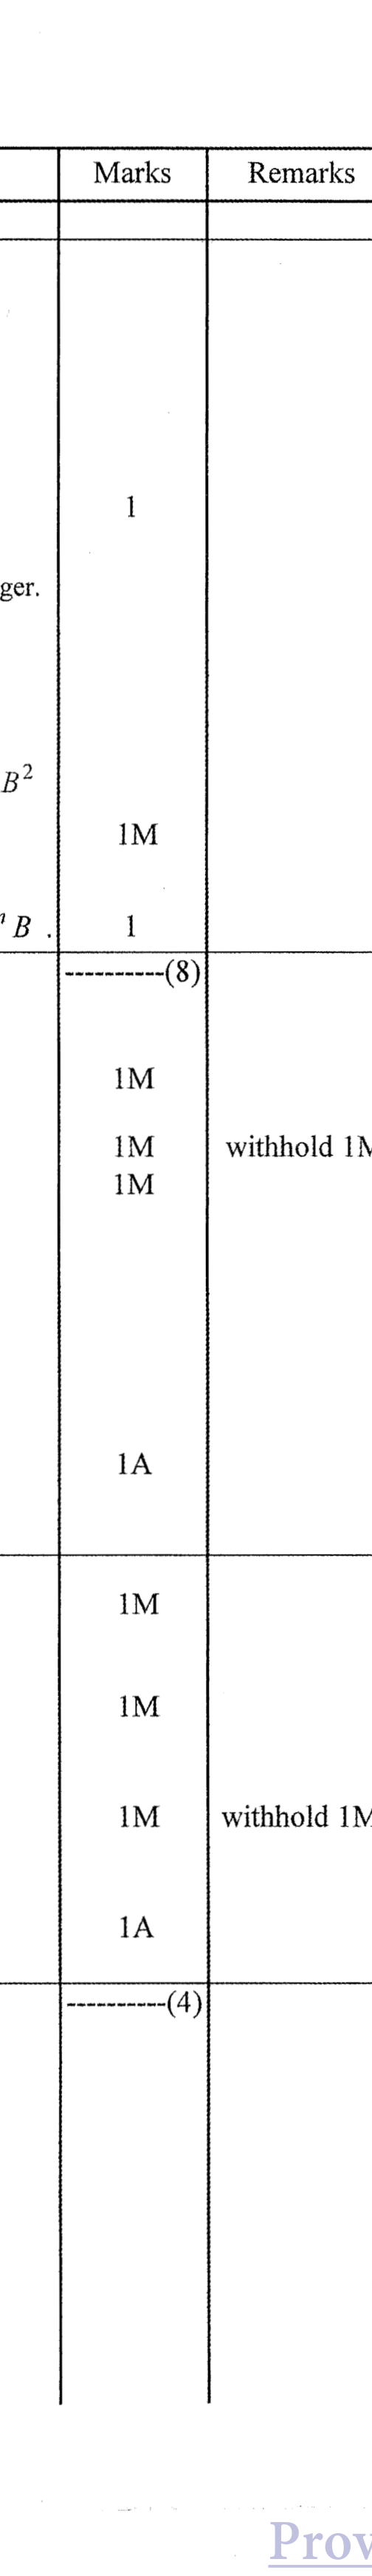 Marks Remarks
1
ger.
B²
1M
ⁿ B .
1
----------(8)
1M
1M withhold 1M
1M
1A
1M
1M
1M withhold 1M
1A
----------(4)
Prov